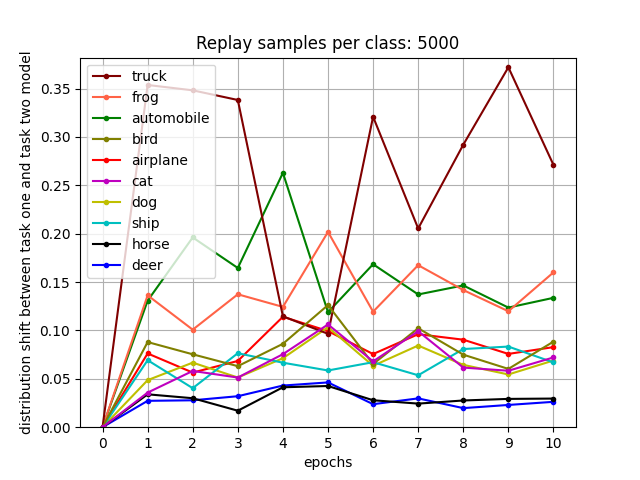 Replay samples per class: 5000
distribution shift between task one and task two model
0.35
0.30
0.25
0.20
0.15
0.10
0.05
0.00
truck
frog
automobile
bird
airplane
cat
dog
ship
horse
deer
0 1 2 3 4 5 6 7 8 9 10
epochs